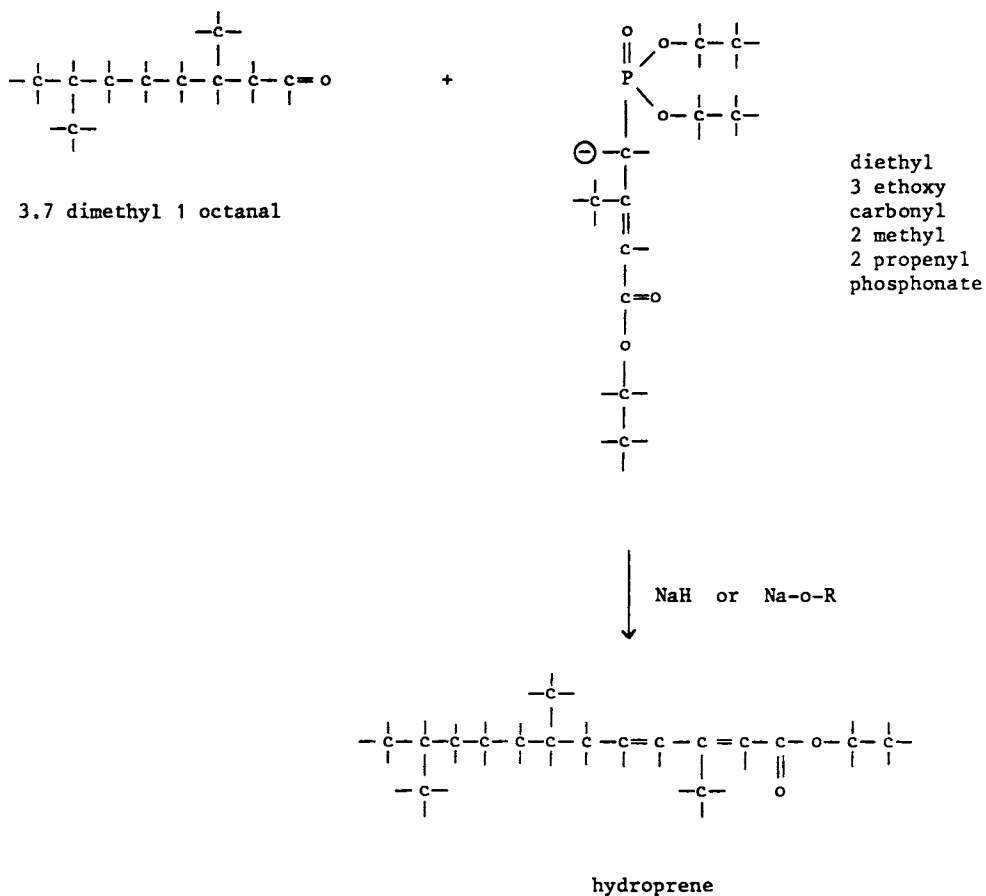 C
C C C C C C C C=O
C
3.7 dimethyl 1 octanal
+
O
P
O-C-C
O-C-C
⊖ C
C-C
C
C=O
O
C
C
diethyl
3 ethoxy
carbonyl
2 methyl
2 propenyl
phosphonate
NaH or Na-o-R
C
C-C-C-C-C-C-C-C=C-C=C-C-O-C-C
C C O
hydroprene